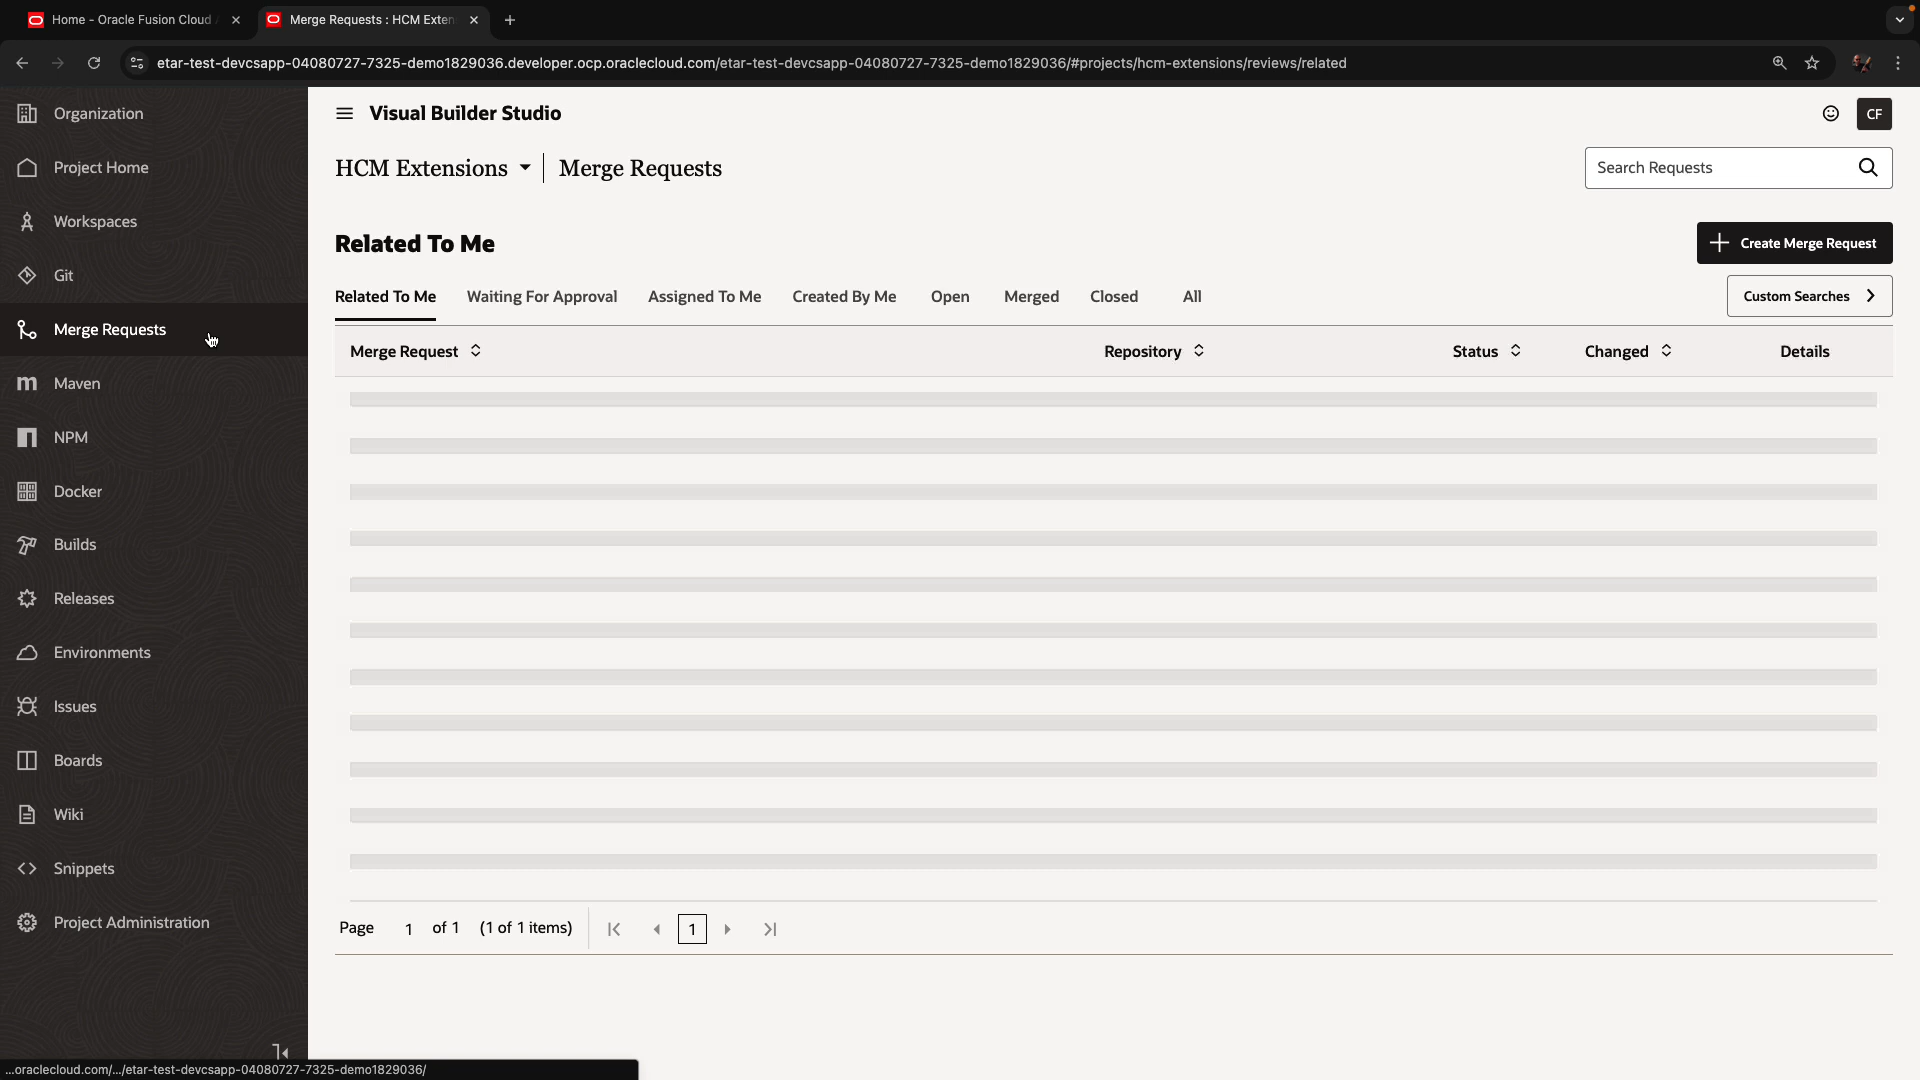 Home - Oracle Fusion Cloud
Merge Requests : HCM Exten
etar-test-devcsapp-04080727-7325-demo1829036.developer.ocp.oraclecloud.com/etar-test-devcsapp-04080727-7325-demo1829036/#projects/hcm-extensions/reviews/related
Organization
Project Home
Workspaces
Git
Merge Requests
Maven
NPM
Docker
Builds
Releases
Environments
Issues
Boards
Wiki
Snippets
Project Administration
Visual Builder Studio
CF
HCM Extensions
Merge Requests
Search Requests
Related To Me
Create Merge Request
Related To Me Waiting For Approval Assigned To Me Created By Me Open Merged Closed All
Custom Searches
Merge Request Repository Status Changed Details
Page 1 of 1 (1 of 1 items) 1
...oraclecloud.com/.../etar-test-devcsapp-04080727-7325-demo1829036/